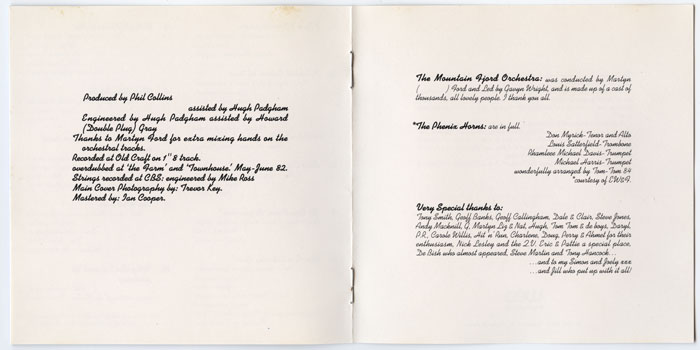 Produced by Phil Collins
assisted by Hugh Padgham
Engineered by Hugh Padgham assisted by Howard
(Double Plug) Gray
Thanks to Martyn Ford for extra mixing hands on the
orchestral tracks.
Recorded at Old Croft on 1" 8 track.
overdubbed at 'the Farm' and 'Townhouse' May-June 82.
Strings recorded at CBS: engineered by Mike Ross
Main Cover Photography by: Trevor Key.
Mastered by: Ian Cooper.
The Mountain Fjord Orchestra: was conducted by Martyn
( ) Ford and Led by Gavyn Wright, and is made up of a cast of
thousands, all lovely people. I thank you all.
*The Phenix Horns: are in full.
Don Myrick-Tenor and Alto
Louis Satterfield-Trombone
Rhamlee Michael Davis-Trumpet
Michael Harris-Trumpet
wonderfully arranged by Tom-Tom 84
*courtesy of EW&F.
Very Special thanks to:
Tony Smith, Geoff Banks, Geoff Callingham, Dale & Clair, Steve Jones,
Andy Macknill, Q, Martyn Liz & Nat, Hugh, Tom Tom & de boys, Daryl,
P.R., Carole Willis, Hit 'n' Run, Charlene, Doug, Perry & Ahmet for their
enthusiasm, Nick Lesley and the 2.V. Eric & Pattie a special place,
De Bish who almost appeared, Steve Martin and Tony Hancock...
...and to my Simon and Joely xxx
...and Jill who put up with it all!